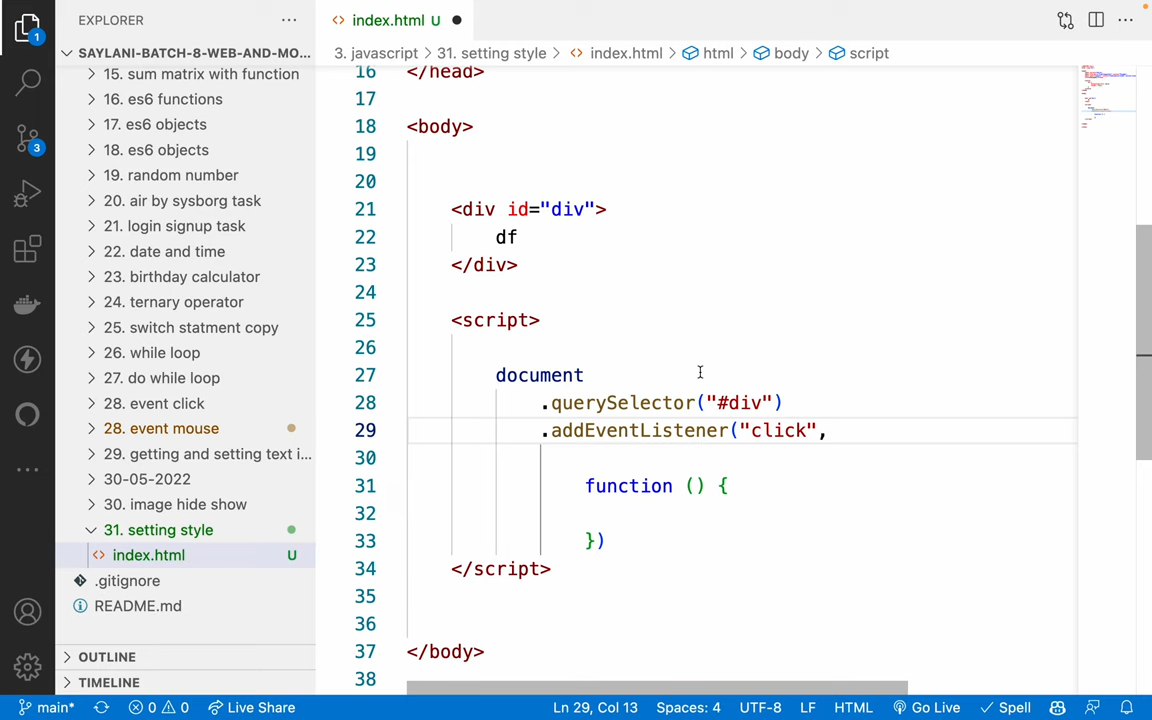 EXPLORER ···
SAYLANI-BATCH-8-WEB-AND-MO...
15. sum matrix with function
16. es6 functions
17. es6 objects
18. es6 objects
19. random number
20. air by sysborg task
21. login signup task
22. date and time
23. birthday calculator
24. ternary operator
25. switch statment copy
26. while loop
27. do while loop
28. event click
28. event mouse
29. getting and setting text i...
30-05-2022
30. image hide show
31. setting style
<> index.html U
.gitignore
README.md
OUTLINE
TIMELINE
1
3
<> index.html U ●
3. javascript > 31. setting style > <> index.html > html > body > script
16 </head>
17
18 <body>
19
20
21 <div id="div">
22 df
23 </div>
24
25 <script>
26
27 document
28 .querySelector("#div")
29 .addEventListener("click",
30
31 function () {
32
33 })
34 </script>
35
36
37 </body>
38
main* 0 0 Live Share Ln 29, Col 13 Spaces: 4 UTF-8 LF HTML Go Live Spell